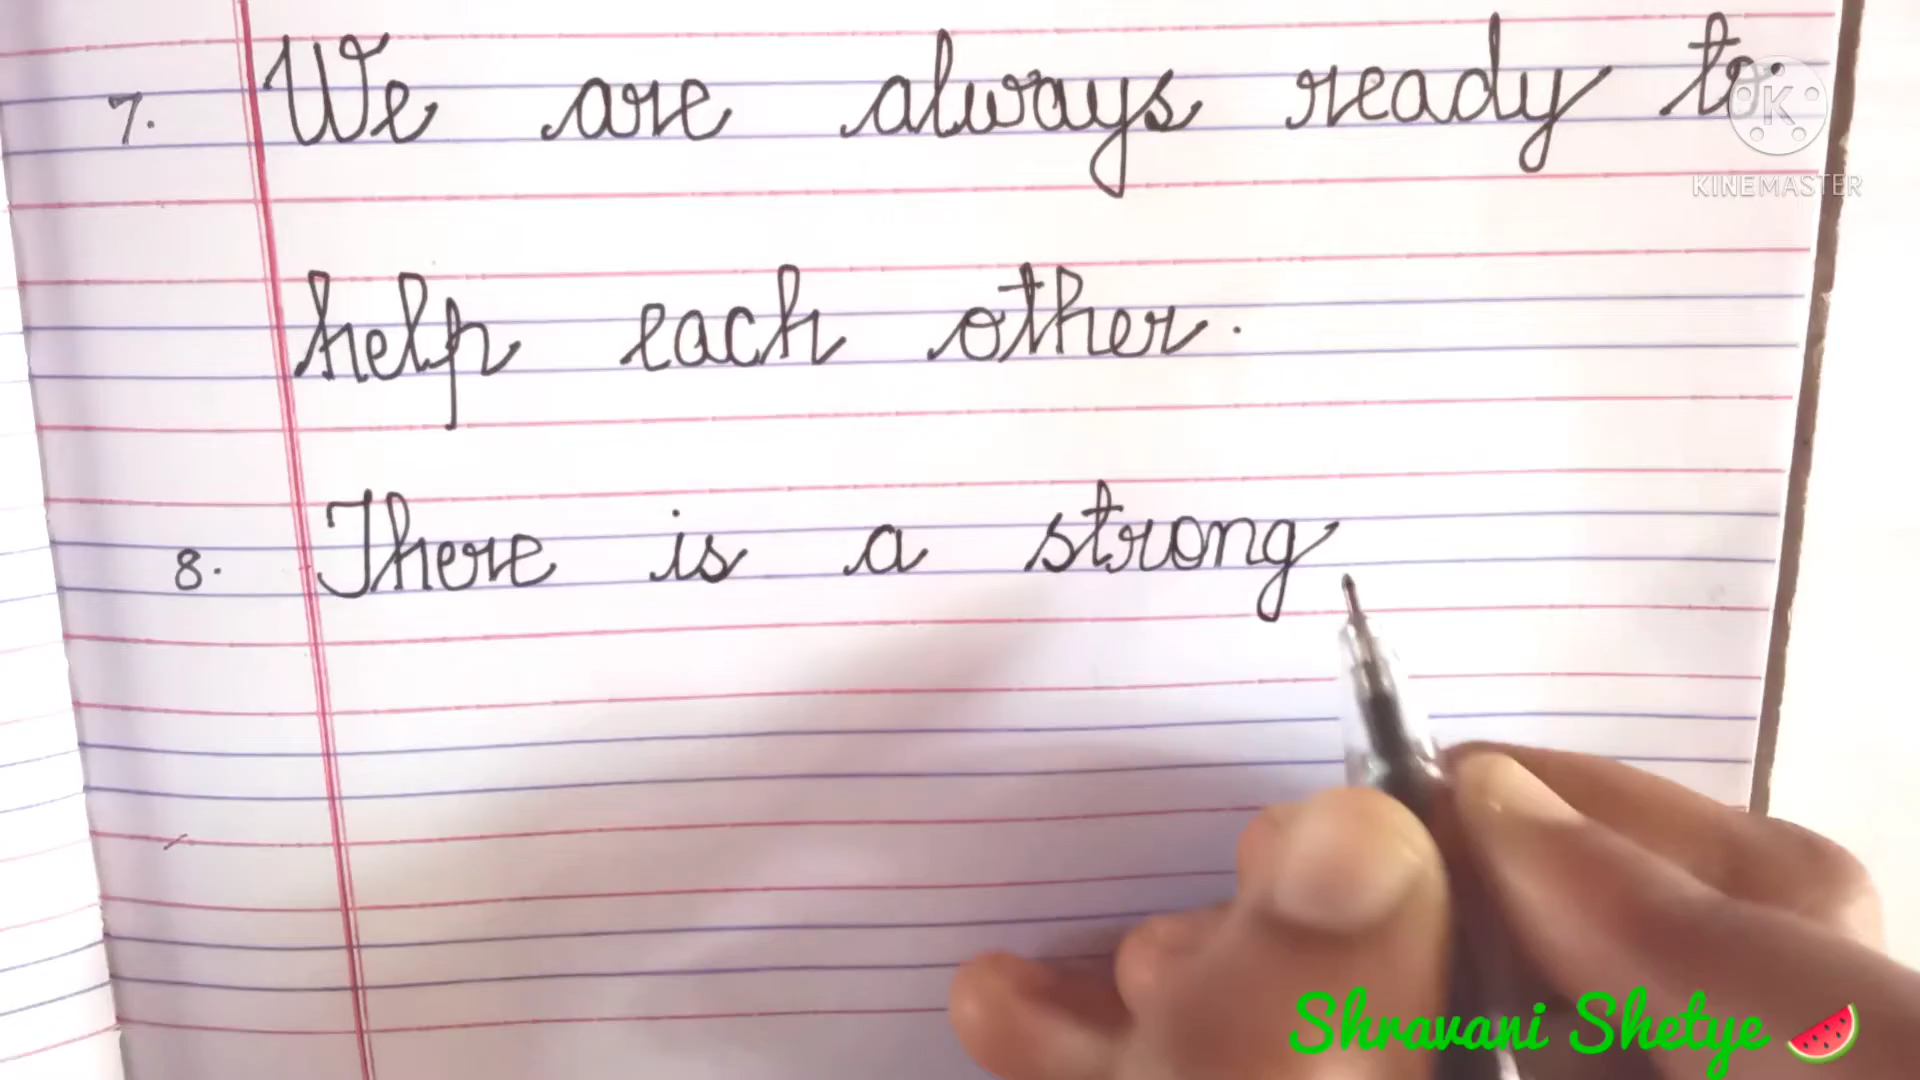 7. We are always ready to
KINEMASTER
help each other.
8. There is a strong
Shravani Shetye